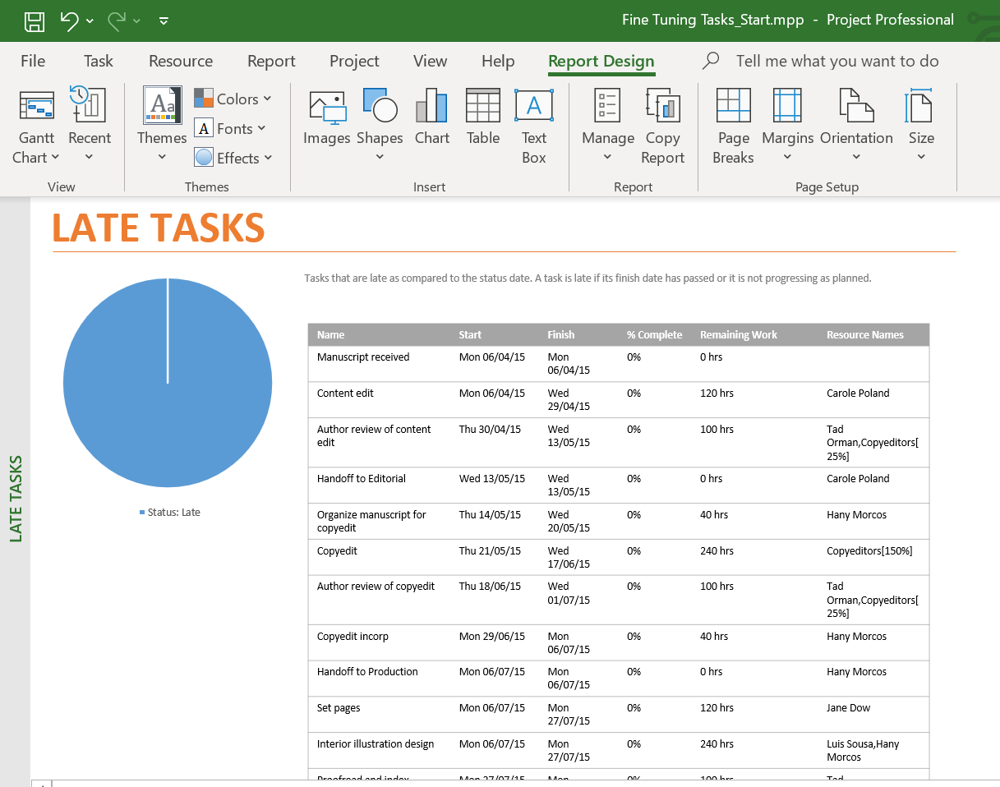 Fine Tuning Tasks_Start.mpp - Project Professional
File Task Resource Report Project View Help Report Design Tell me what you want to do
Gantt Chart
Recent
View
Themes
Colors
Fonts
Effects
Themes
Images
Shapes
Chart
Table
Text Box
Insert
Manage
Copy Report
Report
Page Breaks
Margins
Orientation
Size
Page Setup
LATE TASKS
LATE TASKS
Tasks that are late as compared to the status date. A task is late if its finish date has passed or it is not progressing as planned.
Status: Late
Name Start Finish % Complete Remaining Work Resource Names
Manuscript received Mon 06/04/15 Mon 06/04/15 0% 0 hrs
Content edit Mon 06/04/15 Wed 29/04/15 0% 120 hrs Carole Poland
Author review of content edit Thu 30/04/15 Wed 13/05/15 0% 100 hrs Tad Orman,Copyeditors[25%]
Handoff to Editorial Wed 13/05/15 Wed 13/05/15 0% 0 hrs Carole Poland
Organize manuscript for copyedit Thu 14/05/15 Wed 20/05/15 0% 40 hrs Hany Morcos
Copyedit Thu 21/05/15 Wed 17/06/15 0% 240 hrs Copyeditors[150%]
Author review of copyedit Thu 18/06/15 Wed 01/07/15 0% 100 hrs Tad Orman,Copyeditors[25%]
Copyedit incorp Mon 29/06/15 Mon 06/07/15 0% 40 hrs Hany Morcos
Handoff to Production Mon 06/07/15 Mon 06/07/15 0% 0 hrs Hany Morcos
Set pages Mon 06/07/15 Mon 27/07/15 0% 120 hrs Jane Dow
Interior illustration design Mon 06/07/15 Mon 27/07/15 0% 240 hrs Luis Sousa,Hany Morcos
Proofread and index Mon 27/07/15 Mon 0% 100 hrs Tad